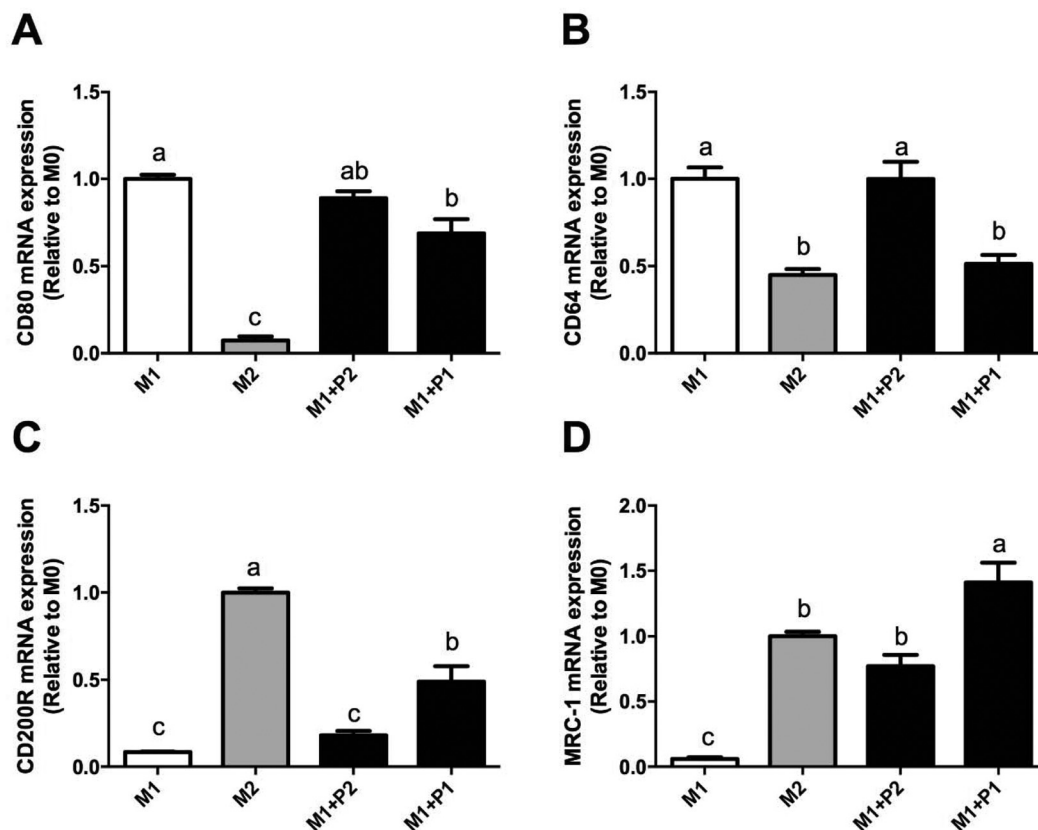 A
CD80 mRNA expression
(Relative to M0)
1.5
1.0
0.5
0.0
a
c
ab
b
M1
M2
M1+P2
M1+P1
B
CD64 mRNA expression
(Relative to M0)
1.5
1.0
0.5
0.0
a
b
a
b
M1
M2
M1+P2
M1+P1
C
CD200R mRNA expression
(Relative to M0)
1.5
1.0
0.5
0.0
c
a
c
b
M1
M2
M1+P2
M1+P1
D
MRC-1 mRNA expression
(Relative to M0)
2.0
1.5
1.0
0.5
0.0
c
b
b
a
M1
M2
M1+P2
M1+P1